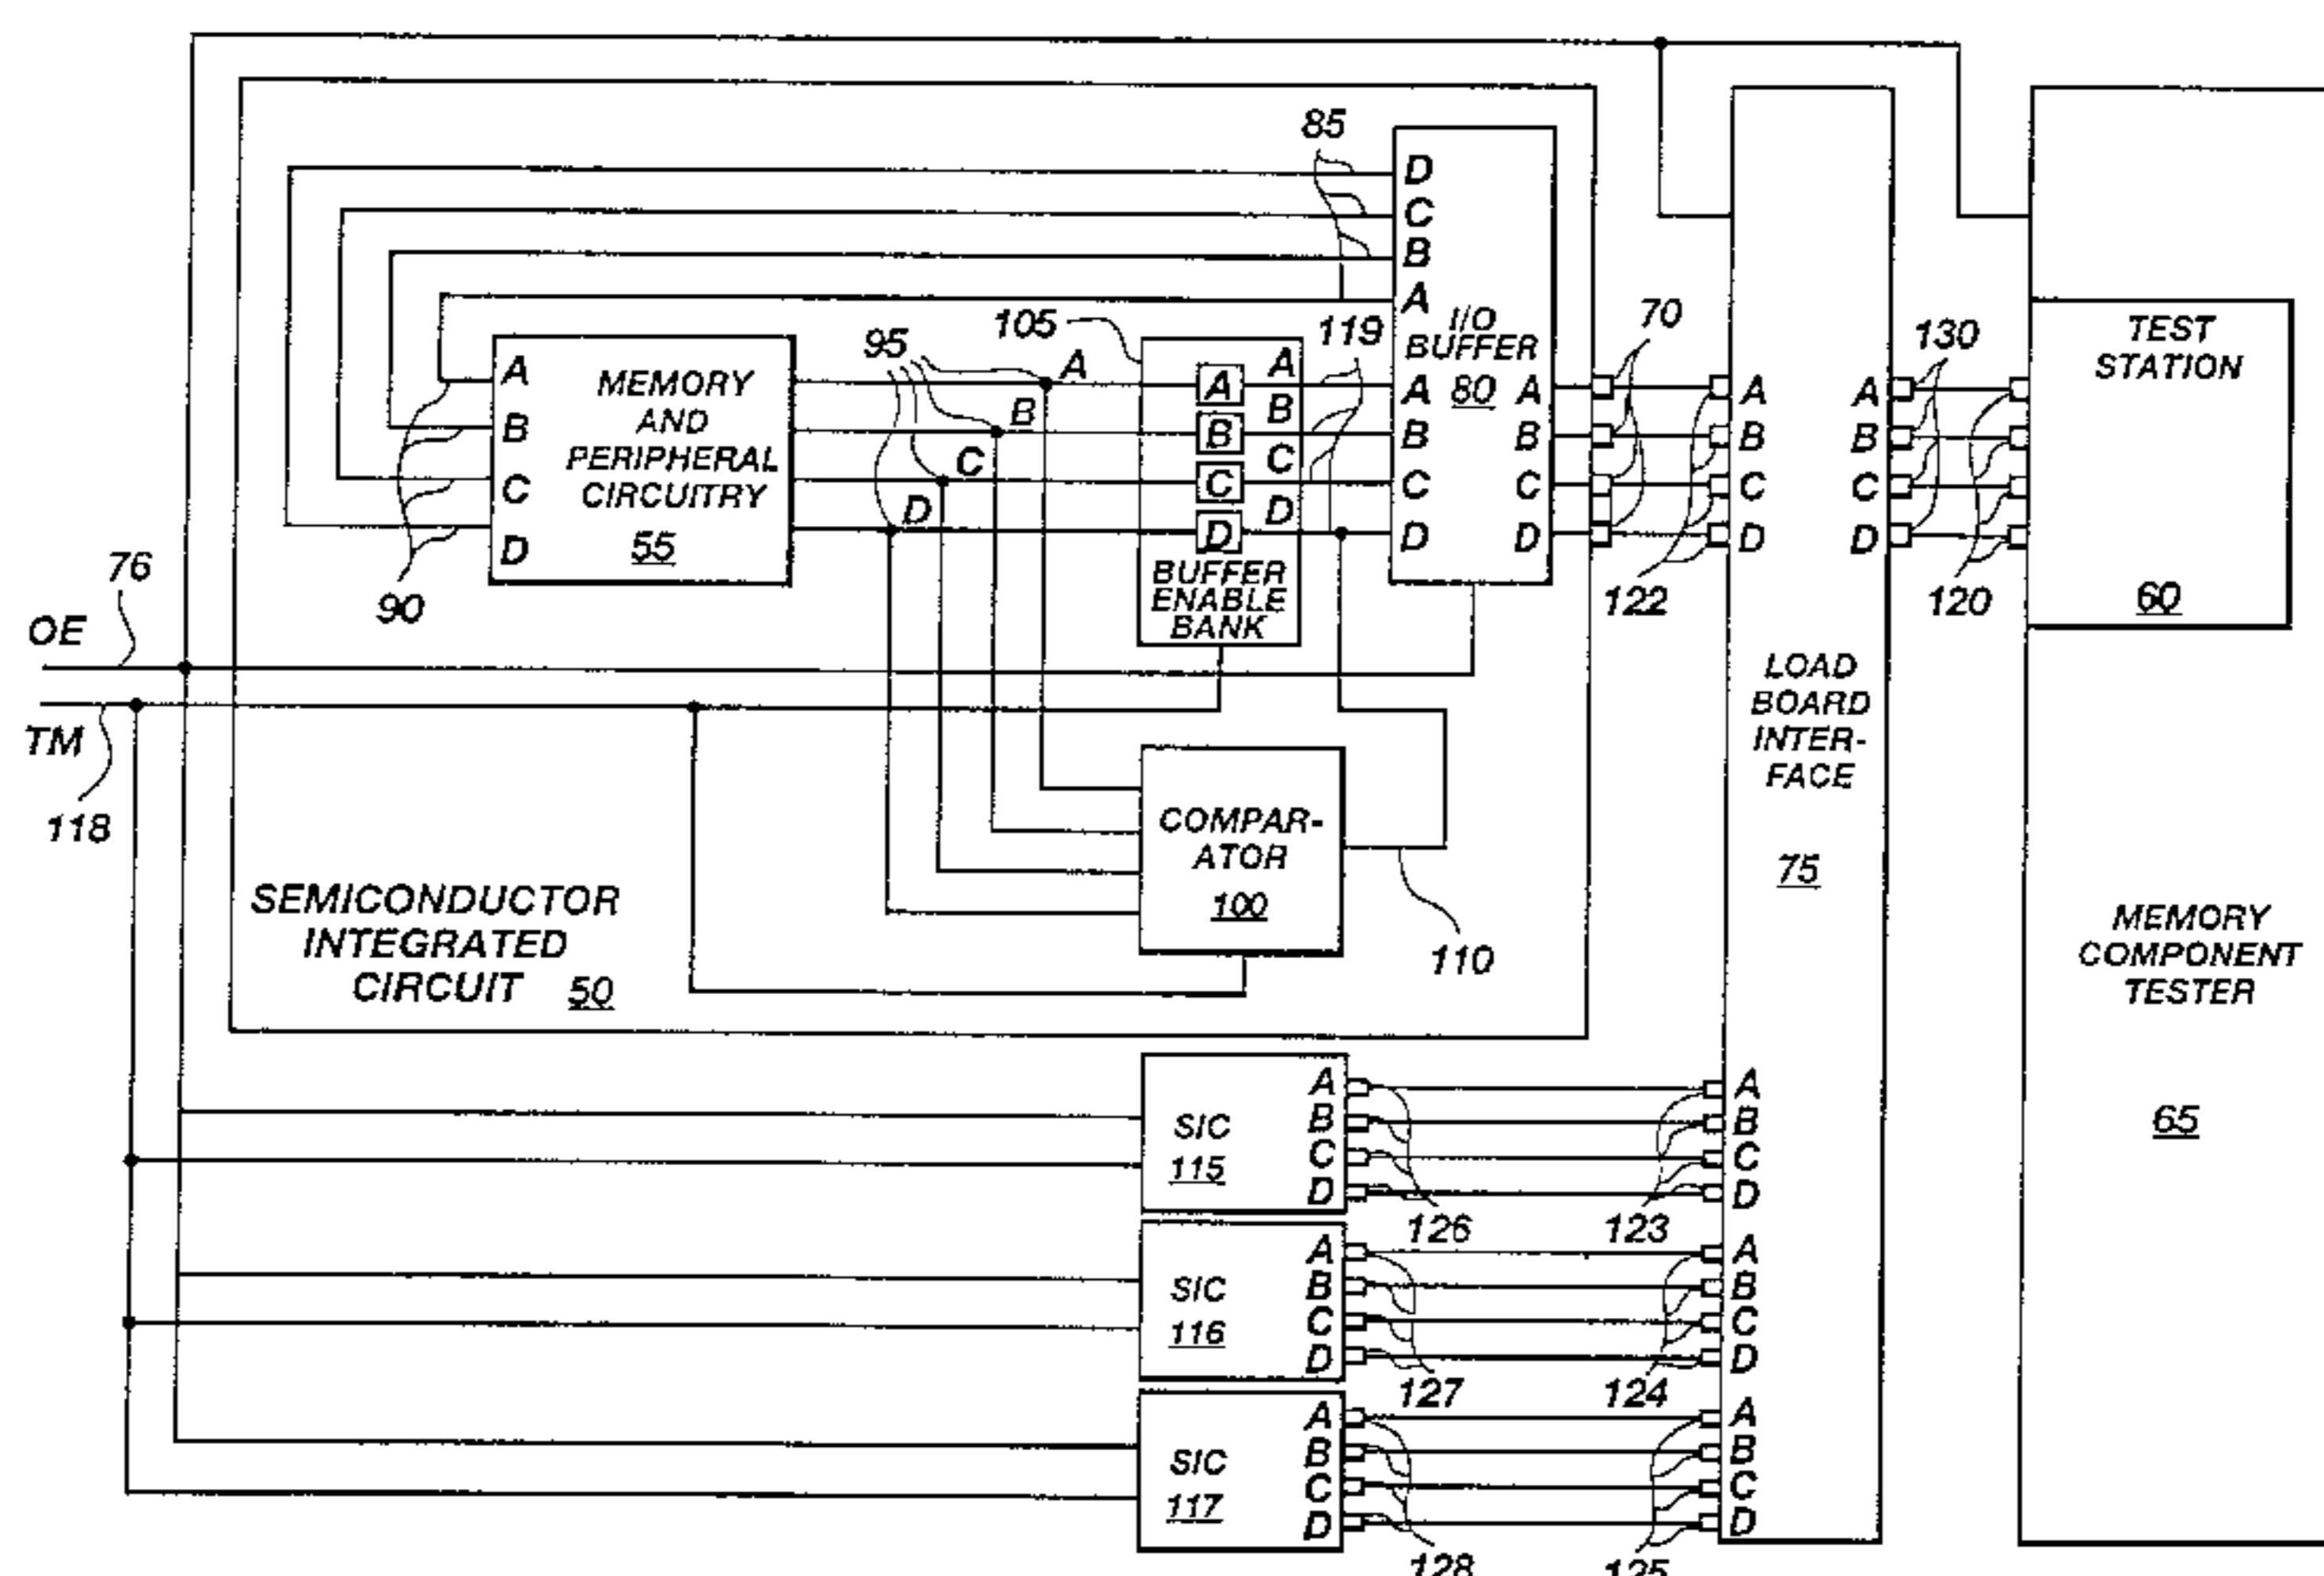 85
D
C
B
A
I/O
BUFFER
80
A
B
C
D
A
B
C
D
105
119
70
130
TEST
STATION
60
95
A
B
C
D
A
B
C
D
MEMORY
AND
PERIPHERAL
CIRCUITRY
55
A
B
C
D
A
B
C
D
BUFFER
ENABLE
BANK
A
B
C
D
A
B
C
D
122
120
90
76
OE
TM
118
LOAD
BOARD
INTER-
FACE
75
COMPAR-
ATOR
100
110
SEMICONDUCTOR
INTEGRATED
CIRCUIT 50
MEMORY
COMPONENT
TESTER
65
SIC
115
A
B
C
D
126
123
A
B
C
D
SIC
116
A
B
C
D
127
124
A
B
C
D
SIC
117
A
B
C
D
128
125
A
B
C
D